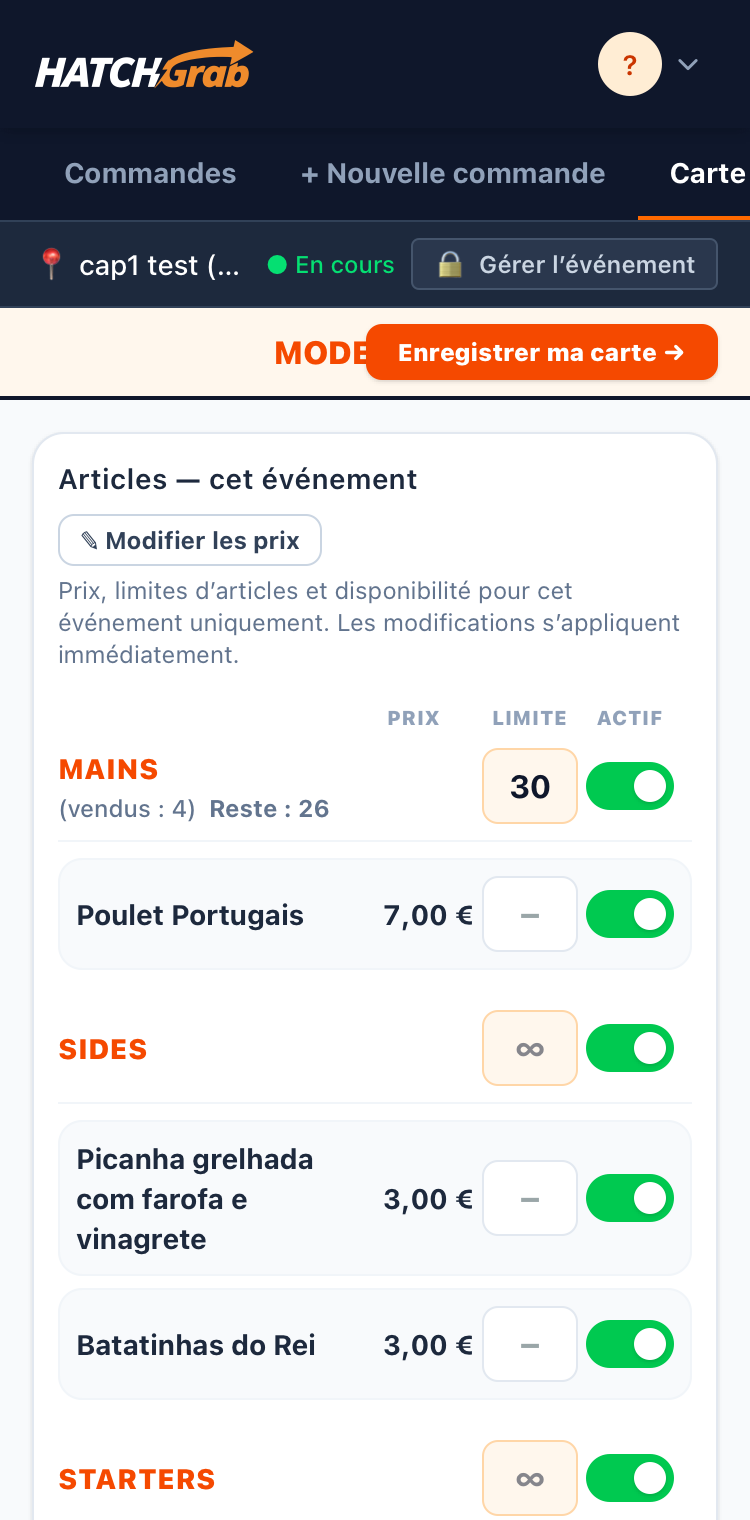 HATCHGrab
?
Commandes
+ Nouvelle commande
Carte
cap1 test (...
En cours
Gérer l’événement
MODE
Enregistrer ma carte →
Articles — cet événement
✎ Modifier les prix
Prix, limites d’articles et disponibilité pour cet
événement uniquement. Les modifications s’appliquent
immédiatement.
PRIX LIMITE ACTIF
MAINS
30
(vendus : 4) Reste : 26
Poulet Portugais 7,00 € –
SIDES ∞
Picanha grelhada
com farofa e
vinagrete
3,00 € –
Batatinhas do Rei 3,00 € –
STARTERS ∞